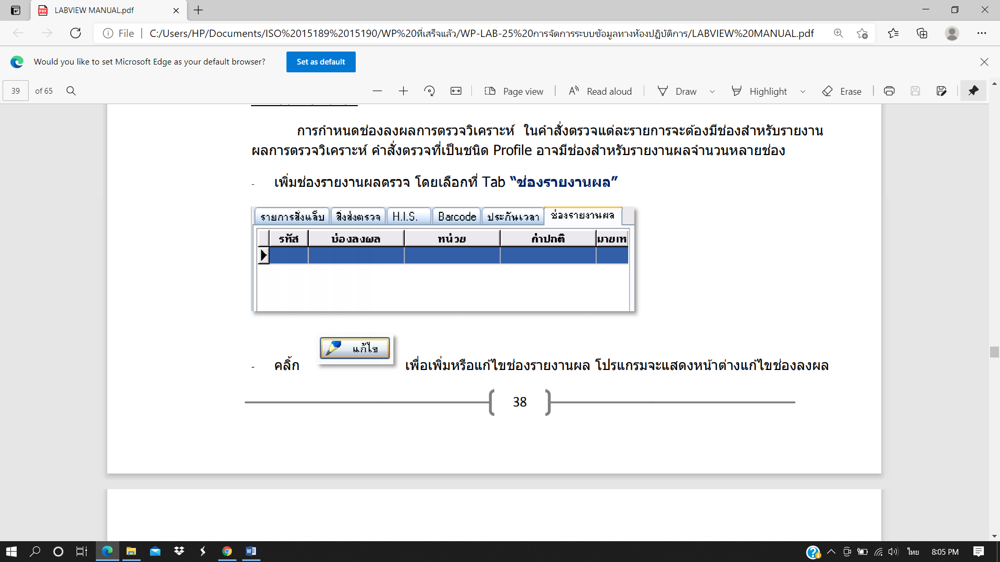 LABVIEW MANUAL.pdf
File
C:/Users/HP/Documents/ISO%2015189%2015190/WP%20ที่เสร็จแล้ว/WP-LAB-25%20การจัดการระบบข้อมูลทางห้องปฏิบัติการ/LABVIEW%20MANUAL.pdf
Would you like to set Microsoft Edge as your default browser?
Set as default
39 of 65
Page view
Read aloud
Draw
Highlight
Erase
การกำหนดช่องลงผลการตรวจวิเคราะห์ ในคำสั่งตรวจแต่ละรายการจะต้องมีช่องสำหรับรายงาน
ผลการตรวจวิเคราะห์ คำสั่งตรวจที่เป็นชนิด Profile อาจมีช่องสำหรับรายงานผลจำนวนหลายช่อง
- เพิ่มช่องรายงานผลตรวจ โดยเลือกที่ Tab “ช่องรายงานผล”
รายการสั่งแล็บ สิ่งส่งตรวจ H.I.S. Barcode ประกันเวลา ช่องรายงานผล
รหัส ช่องลงผล หน่วย ค่าปกติ มายเห
แก้ไข
- คลิ้ก เพื่อเพิ่มหรือแก้ไขช่องรายงานผล โปรแกรมจะแสดงหน้าต่างแก้ไขช่องลงผล
38
ไทย
8:05 PM